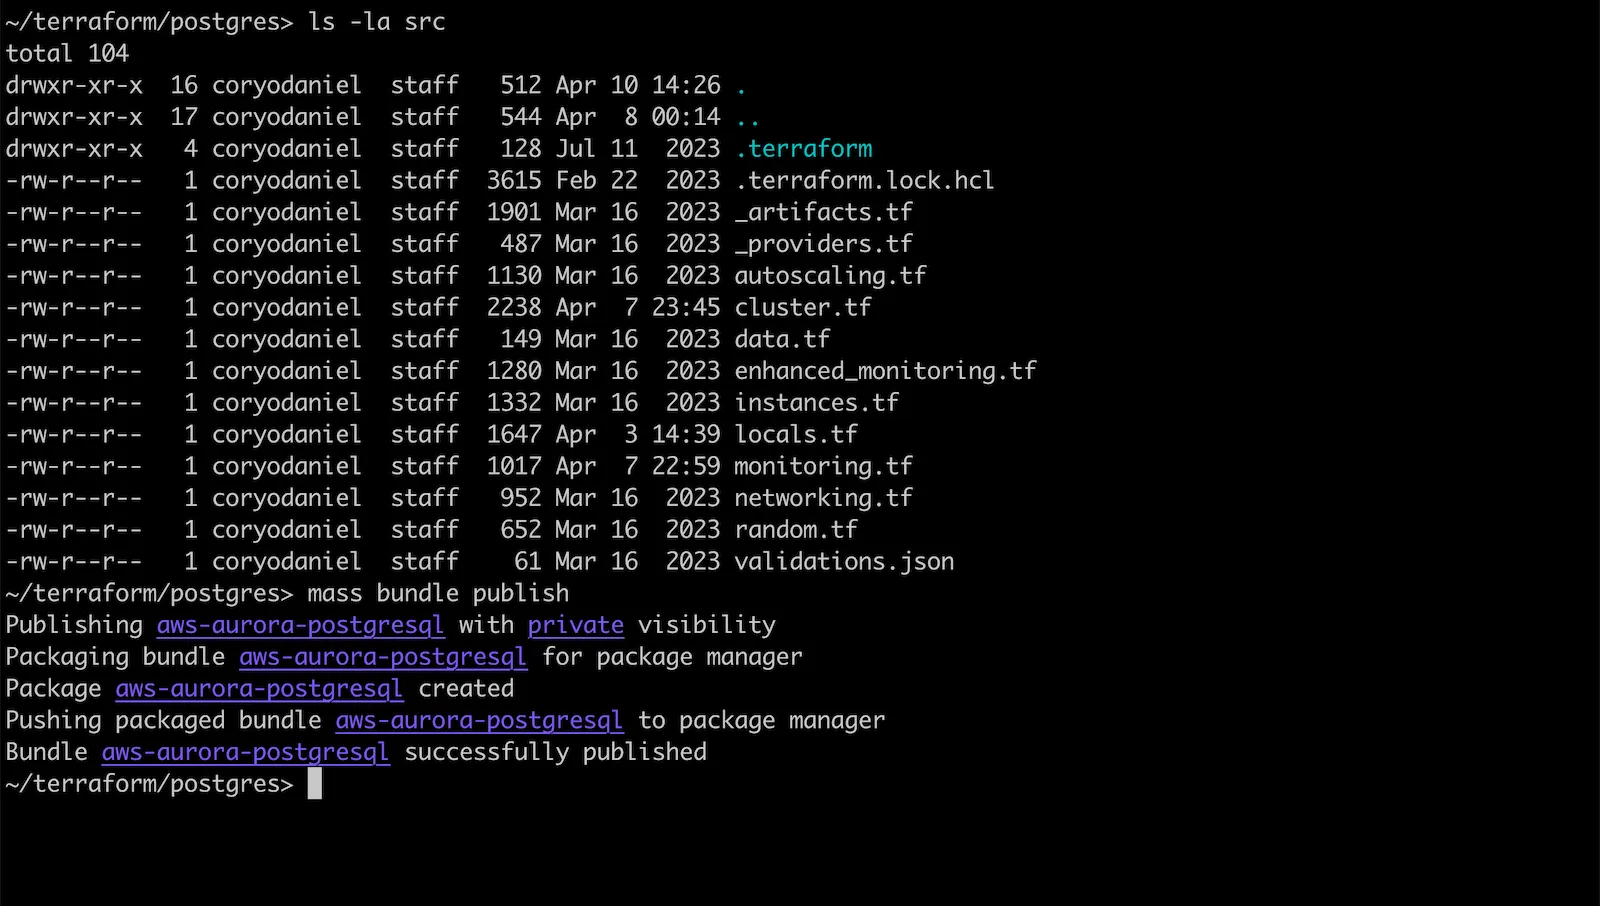 ~/terraform/postgres> ls -la src
total 104
drwxr-xr-x  16 coryodaniel  staff   512 Apr 10 14:26 .
drwxr-xr-x  17 coryodaniel  staff   544 Apr  8 00:14 ..
drwxr-xr-x   4 coryodaniel  staff   128 Jul 11  2023 .terraform
-rw-r--r--   1 coryodaniel  staff  3615 Feb 22  2023 .terraform.lock.hcl
-rw-r--r--   1 coryodaniel  staff  1901 Mar 16  2023 _artifacts.tf
-rw-r--r--   1 coryodaniel  staff   487 Mar 16  2023 _providers.tf
-rw-r--r--   1 coryodaniel  staff  1130 Mar 16  2023 autoscaling.tf
-rw-r--r--   1 coryodaniel  staff  2238 Apr  7 23:45 cluster.tf
-rw-r--r--   1 coryodaniel  staff   149 Mar 16  2023 data.tf
-rw-r--r--   1 coryodaniel  staff  1280 Mar 16  2023 enhanced_monitoring.tf
-rw-r--r--   1 coryodaniel  staff  1332 Mar 16  2023 instances.tf
-rw-r--r--   1 coryodaniel  staff  1647 Apr  3 14:39 locals.tf
-rw-r--r--   1 coryodaniel  staff  1017 Apr  7 22:59 monitoring.tf
-rw-r--r--   1 coryodaniel  staff   952 Mar 16  2023 networking.tf
-rw-r--r--   1 coryodaniel  staff   652 Mar 16  2023 random.tf
-rw-r--r--   1 coryodaniel  staff    61 Mar 16  2023 validations.json
~/terraform/postgres> mass bundle publish
Publishing aws-aurora-postgresql with private visibility
Packaging bundle aws-aurora-postgresql for package manager
Package aws-aurora-postgresql created
Pushing packaged bundle aws-aurora-postgresql to package manager
Bundle aws-aurora-postgresql successfully published
~/terraform/postgres>